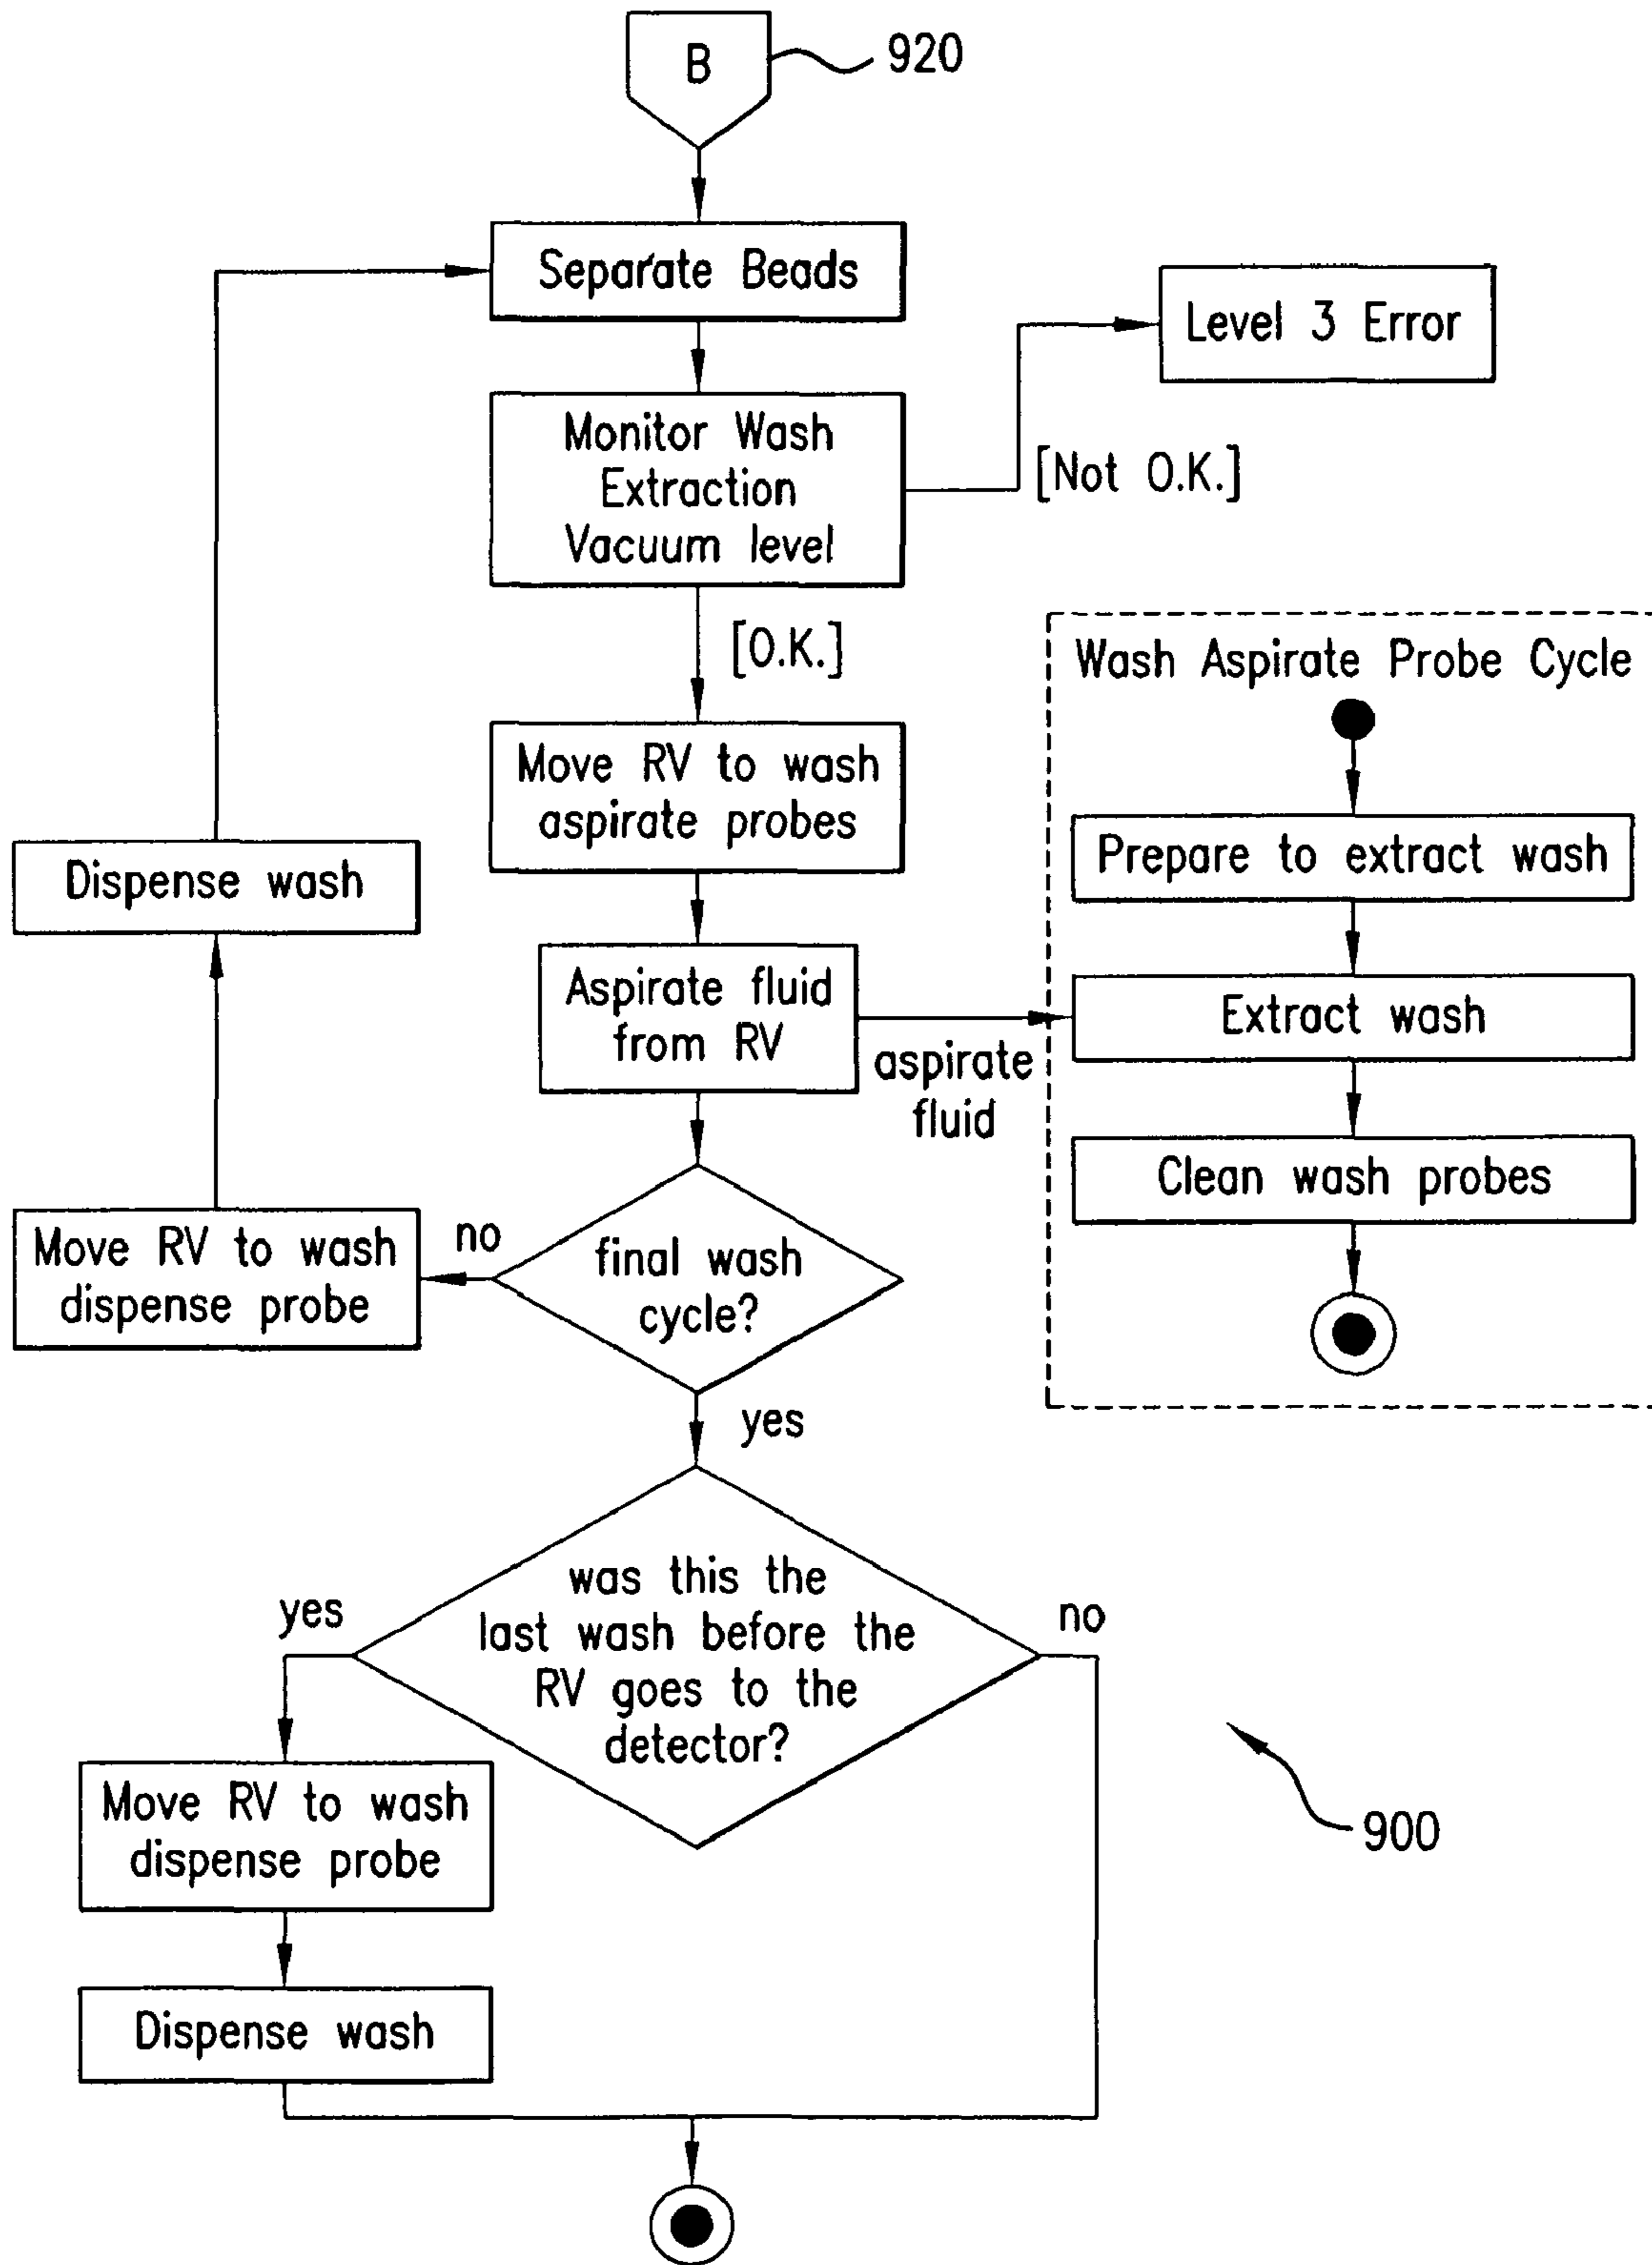 B
920
Separate Beads
Level 3 Error
Monitor Wash
Extraction
Vacuum level
[Not O.K.]
[O.K.]
Wash Aspirate Probe Cycle
Move RV to wash
aspirate probes
Prepare to extract wash
Dispense wash
Aspirate fluid
from RV
aspirate
fluid
Extract wash
Clean wash probes
Move RV to wash
dispense probe
no
final wash
cycle?
yes
was this the
last wash before the
RV goes to the
detector?
yes
no
Move RV to wash
dispense probe
900
Dispense wash